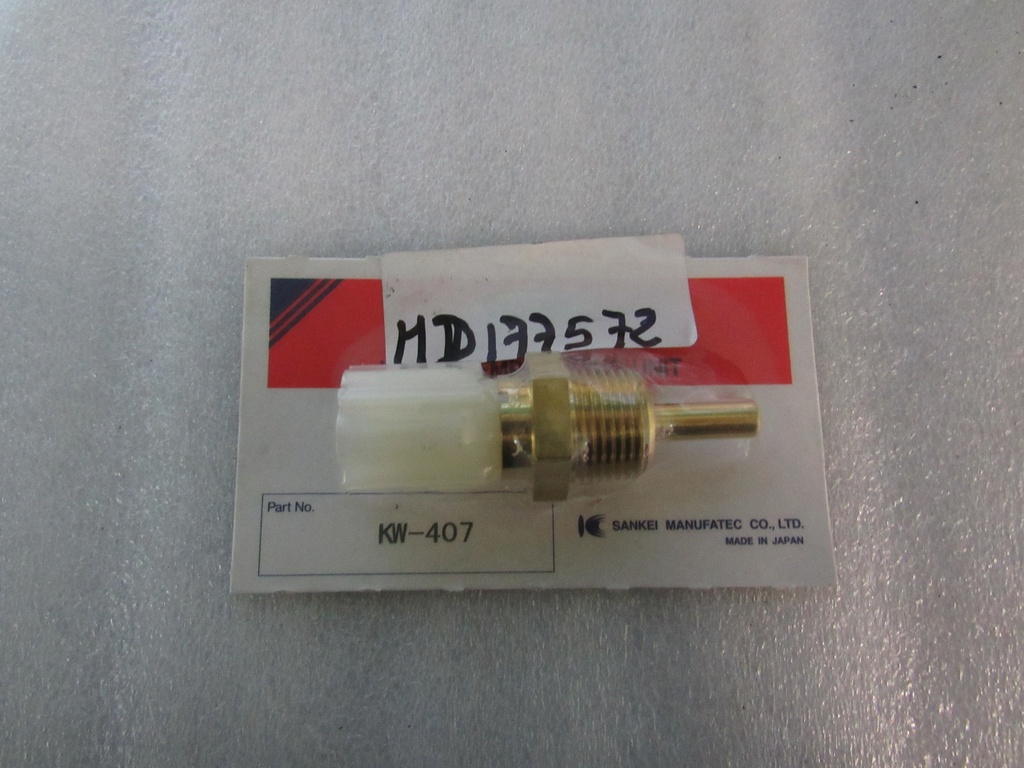 MD177572
Part No.
KW-407
SANKEI MANUFATEC CO., LTD.
MADE IN JAPAN